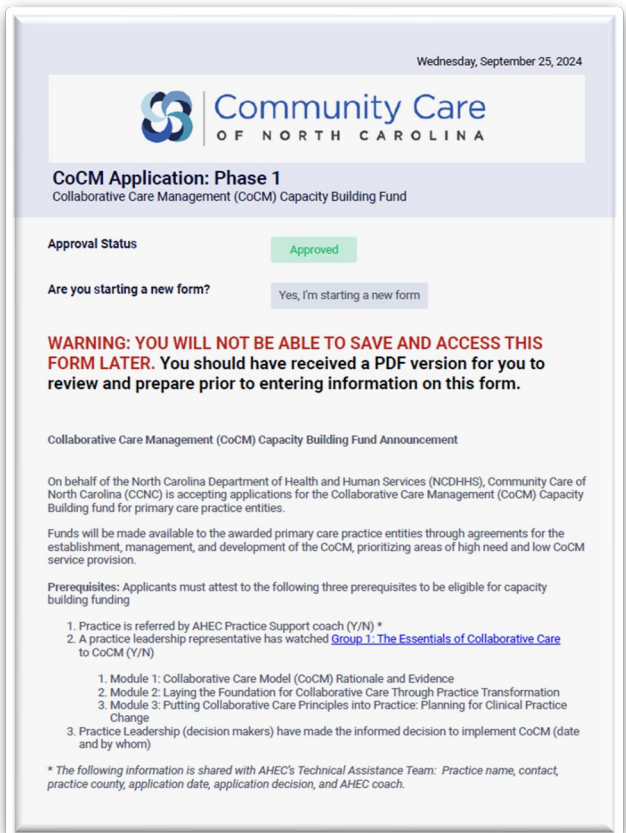 Wednesday, September 25, 2024
Community Care
OF NORTH CAROLINA
CoCM Application: Phase 1
Collaborative Care Management (CoCM) Capacity Building Fund
Approval Status
Approved
Are you starting a new form?
Yes, I'm starting a new form
WARNING: YOU WILL NOT BE ABLE TO SAVE AND ACCESS THIS
FORM LATER. You should have received a PDF version for you to
review and prepare prior to entering information on this form.
Collaborative Care Management (CoCM) Capacity Building Fund Announcement
On behalf of the North Carolina Department of Health and Human Services (NCDHHS), Community Care of
North Carolina (CCNC) is accepting applications for the Collaborative Care Management (CoCM) Capacity
Building fund for primary care practice entities.
Funds will be made available to the awarded primary care practice entities through agreements for the
establishment, management, and development of the CoCM, prioritizing areas of high need and low CoCM
service provision.
Prerequisites: Applicants must attest to the following three prerequisites to be eligible for capacity
building funding
1. Practice is referred by AHEC Practice Support coach (Y/N) *
2. A practice leadership representative has watched Group 1: The Essentials of Collaborative Care
to CoCM (Y/N)
1. Module 1: Collaborative Care Model (CoCM) Rationale and Evidence
2. Module 2: Laying the Foundation for Collaborative Care Through Practice Transformation
3. Module 3: Putting Collaborative Care Principles into Practice: Planning for Clinical Practice
Change
3. Practice Leadership (decision makers) have made the informed decision to implement CoCM (date
and by whom)
* The following information is shared with AHEC's Technical Assistance Team: Practice name, contact,
practice county, application date, application decision, and AHEC coach.